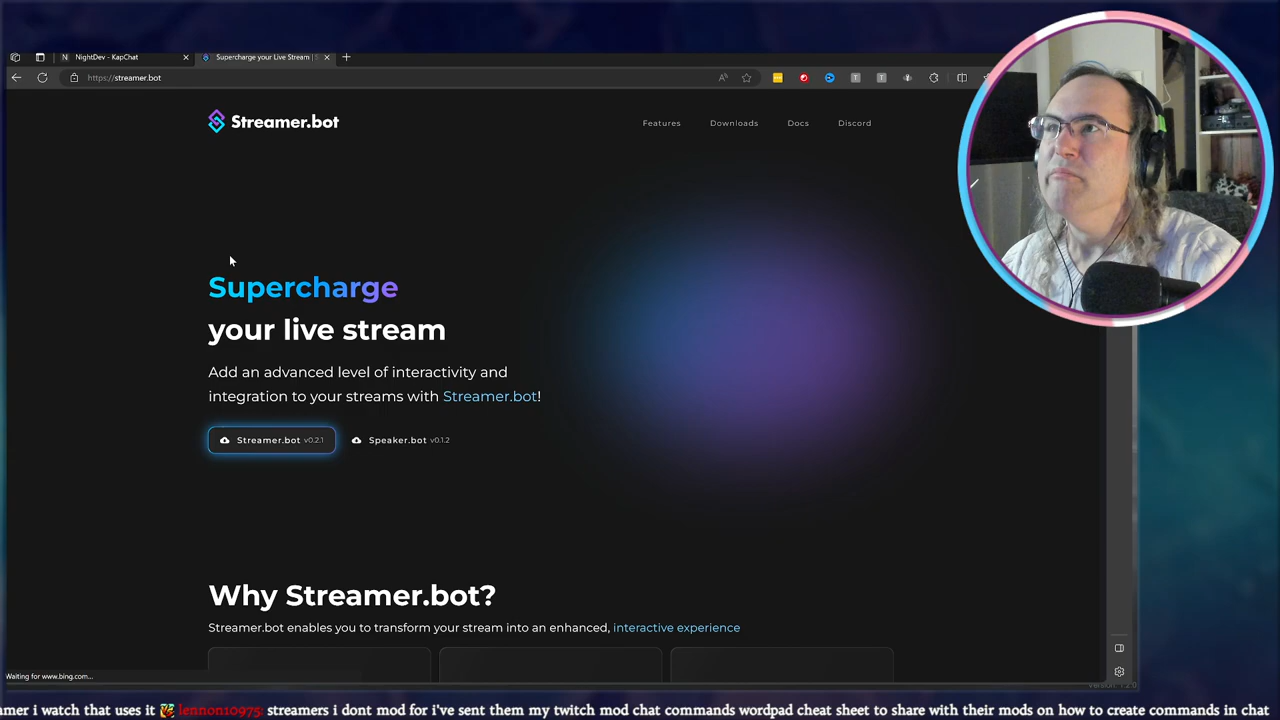 NightDev - KapChat
Supercharge your Live Stream | S
https://streamer.bot
Streamer.bot
Features
Downloads
Docs
Discord
Supercharge
your live stream
Add an advanced level of interactivity and
integration to your streams with Streamer.bot!
Streamer.bot v0.2.1
Speaker.bot v0.1.2
Why Streamer.bot?
Streamer.bot enables you to transform your stream into an enhanced, interactive experience
Waiting for www.bing.com...
Version: 1.2.0
amer i watch that uses it lennon10975: streamers i dont mod for i've sent them my twitch mod chat commands wordpad cheat sheet to shae with their mods on how to create commands in chat